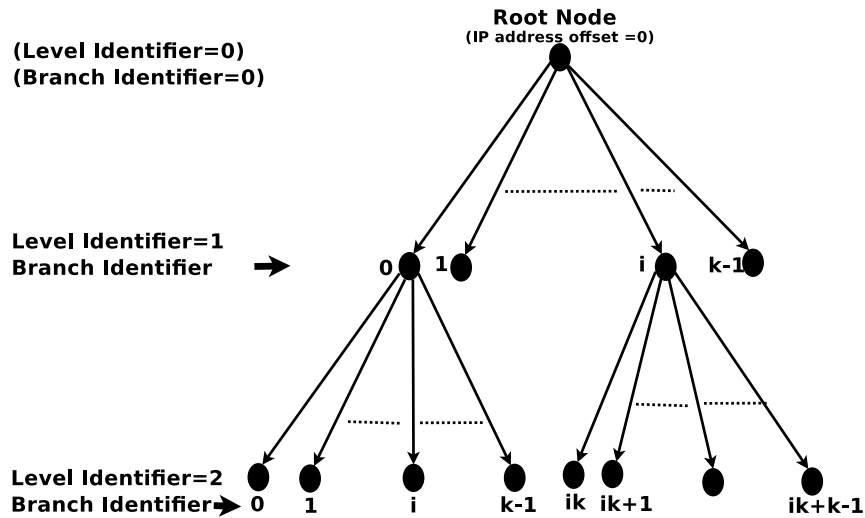 Root Node
(IP address offset =0)
(Level Identifier=0)
(Branch Identifier=0)
Level Identifier=1
Branch Identifier
0
1
i
k-1
Level Identifier=2
Branch Identifier
0
1
i
k-1
ik
ik+1
ik+k-1